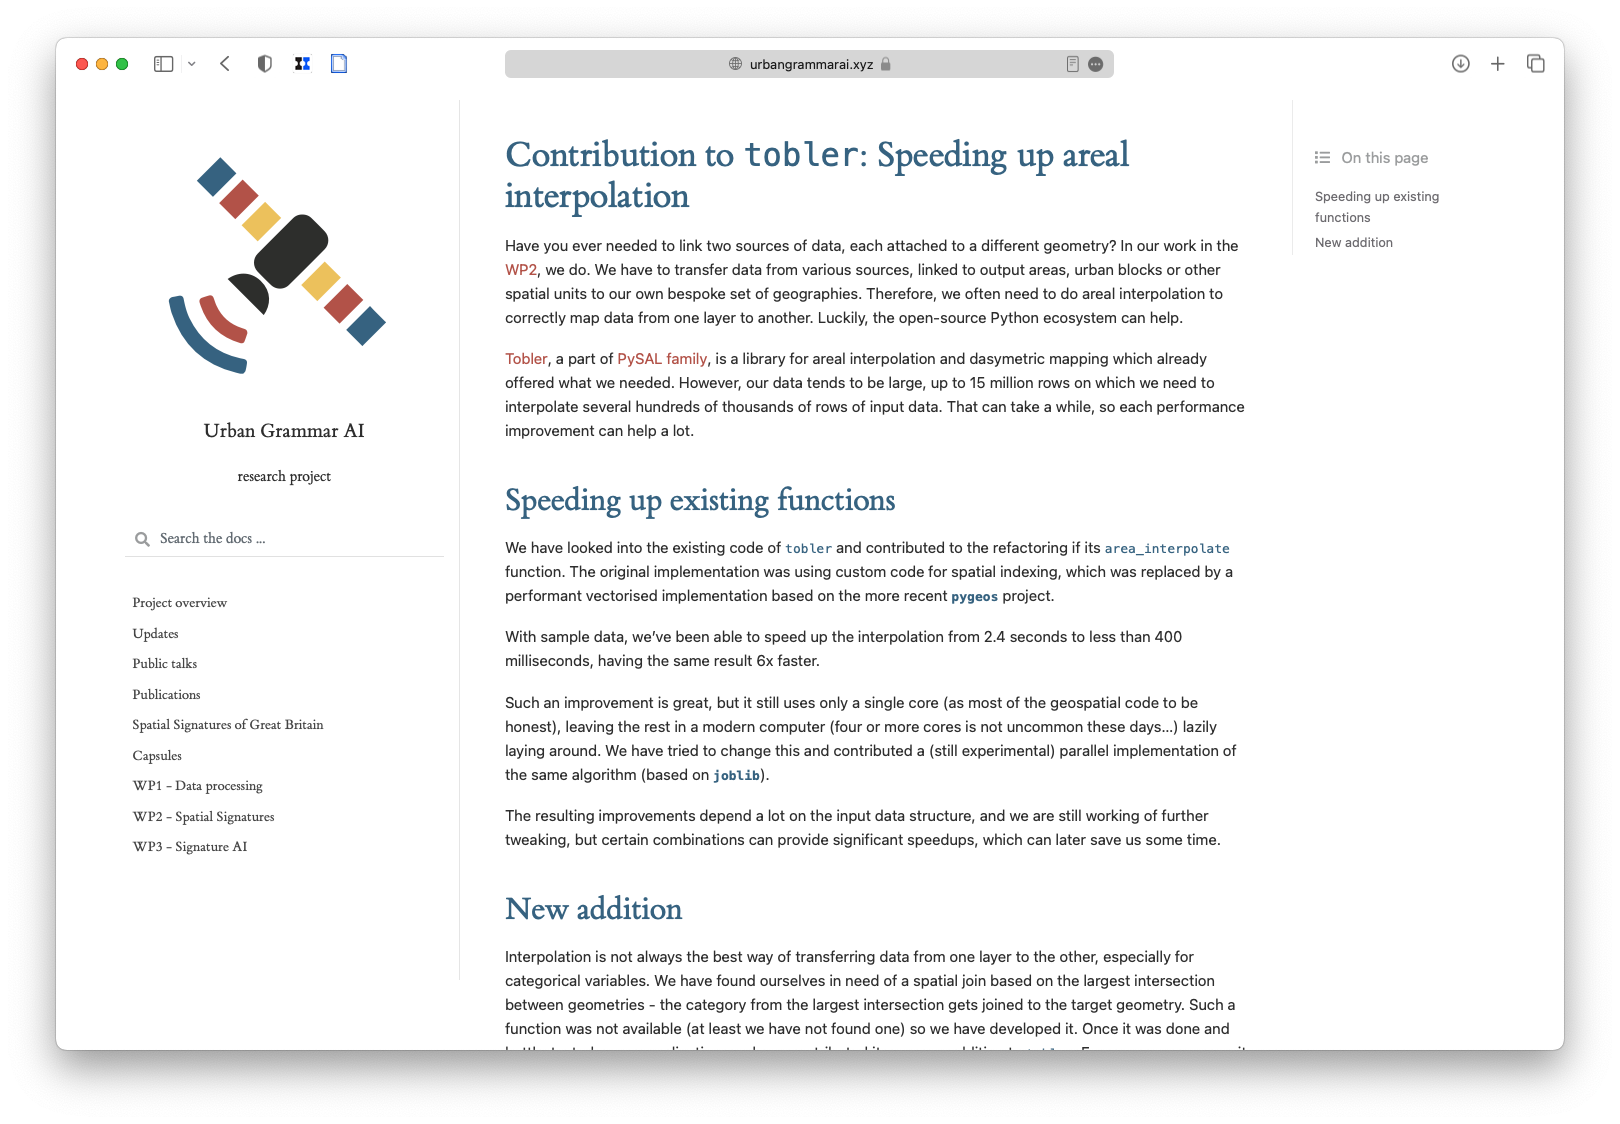 urbangrammarai.xyz
Urban Grammar AI
research project
Search the docs ...
Project overview
Updates
Public talks
Publications
Spatial Signatures of Great Britain
Capsules
WP1 - Data processing
WP2 - Spatial Signatures
WP3 - Signature AI
Contribution to tobler: Speeding up areal
interpolation
Have you ever needed to link two sources of data, each attached to a different geometry? In our work in the
WP2, we do. We have to transfer data from various sources, linked to output areas, urban blocks or other
spatial units to our own bespoke set of geographies. Therefore, we often need to do areal interpolation to
correctly map data from one layer to another. Luckily, the open-source Python ecosystem can help.
Tobler, a part of PySAL family, is a library for areal interpolation and dasymetric mapping which already
offered what we needed. However, our data tends to be large, up to 15 million rows on which we need to
interpolate several hundreds of thousands of rows of input data. That can take a while, so each performance
improvement can help a lot.
Speeding up existing functions
We have looked into the existing code of tobler and contributed to the refactoring if its area_interpolate
function. The original implementation was using custom code for spatial indexing, which was replaced by a
performant vectorised implementation based on the more recent pygeos project.
With sample data, we’ve been able to speed up the interpolation from 2.4 seconds to less than 400
milliseconds, having the same result 6x faster.
Such an improvement is great, but it still uses only a single core (as most of the geospatial code to be
honest), leaving the rest in a modern computer (four or more cores is not uncommon these days...) lazily
laying around. We have tried to change this and contributed a (still experimental) parallel implementation of
the same algorithm (based on joblib).
The resulting improvements depend a lot on the input data structure, and we are still working of further
tweaking, but certain combinations can provide significant speedups, which can later save us some time.
New addition
Interpolation is not always the best way of transferring data from one layer to the other, especially for
categorical variables. We have found ourselves in need of a spatial join based on the largest intersection
between geometries - the category from the largest intersection gets joined to the target geometry. Such a
function was not available (at least we have not found one) so we have developed it. Once it was done and
On this page
Speeding up existing
functions
New addition